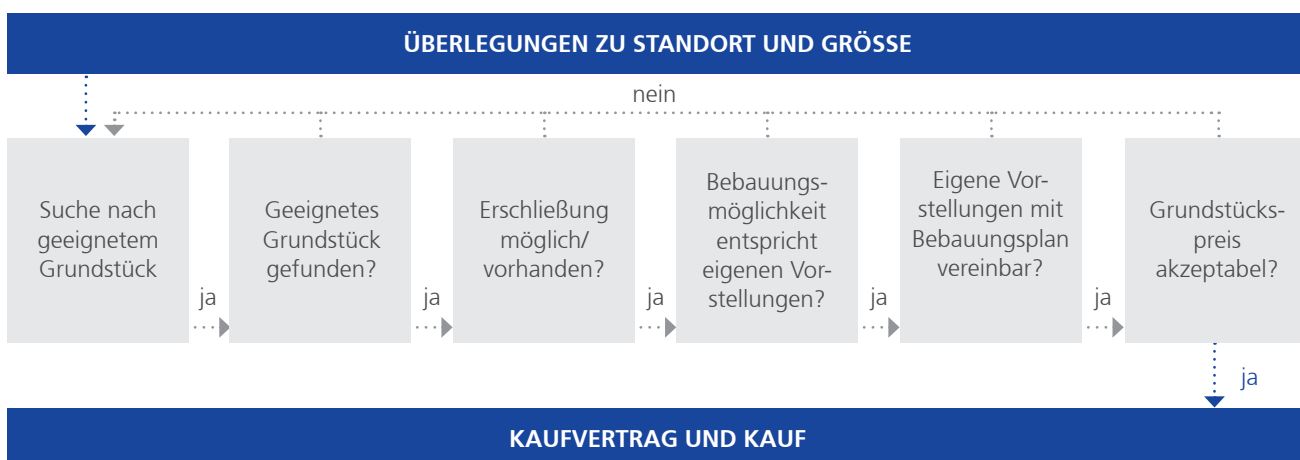 ÜBERLEGUNGEN ZU STANDORT UND GRÖSSE
nein
Suche nach
geeignetem
Grundstück
ja
Geeignetes
Grundstück
gefunden?
ja
Erschließung
möglich/
vorhanden?
ja
Bebauungs-
möglichkeit
entspricht
eigenen Vor-
stellungen?
ja
Eigene Vor-
stellungen mit
Bebauungsplan
vereinbar?
ja
Grundstücks-
preis
akzeptabel?
ja
KAUFVERTRAG UND KAUF